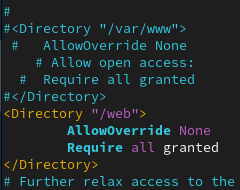 #
#<Directory "/var/www">
#   AllowOverride None
    # Allow open access:
#   Require all granted
#</Directory>
<Directory "/web">
        AllowOverride None
        Require all granted
</Directory>
# Further relax access to the